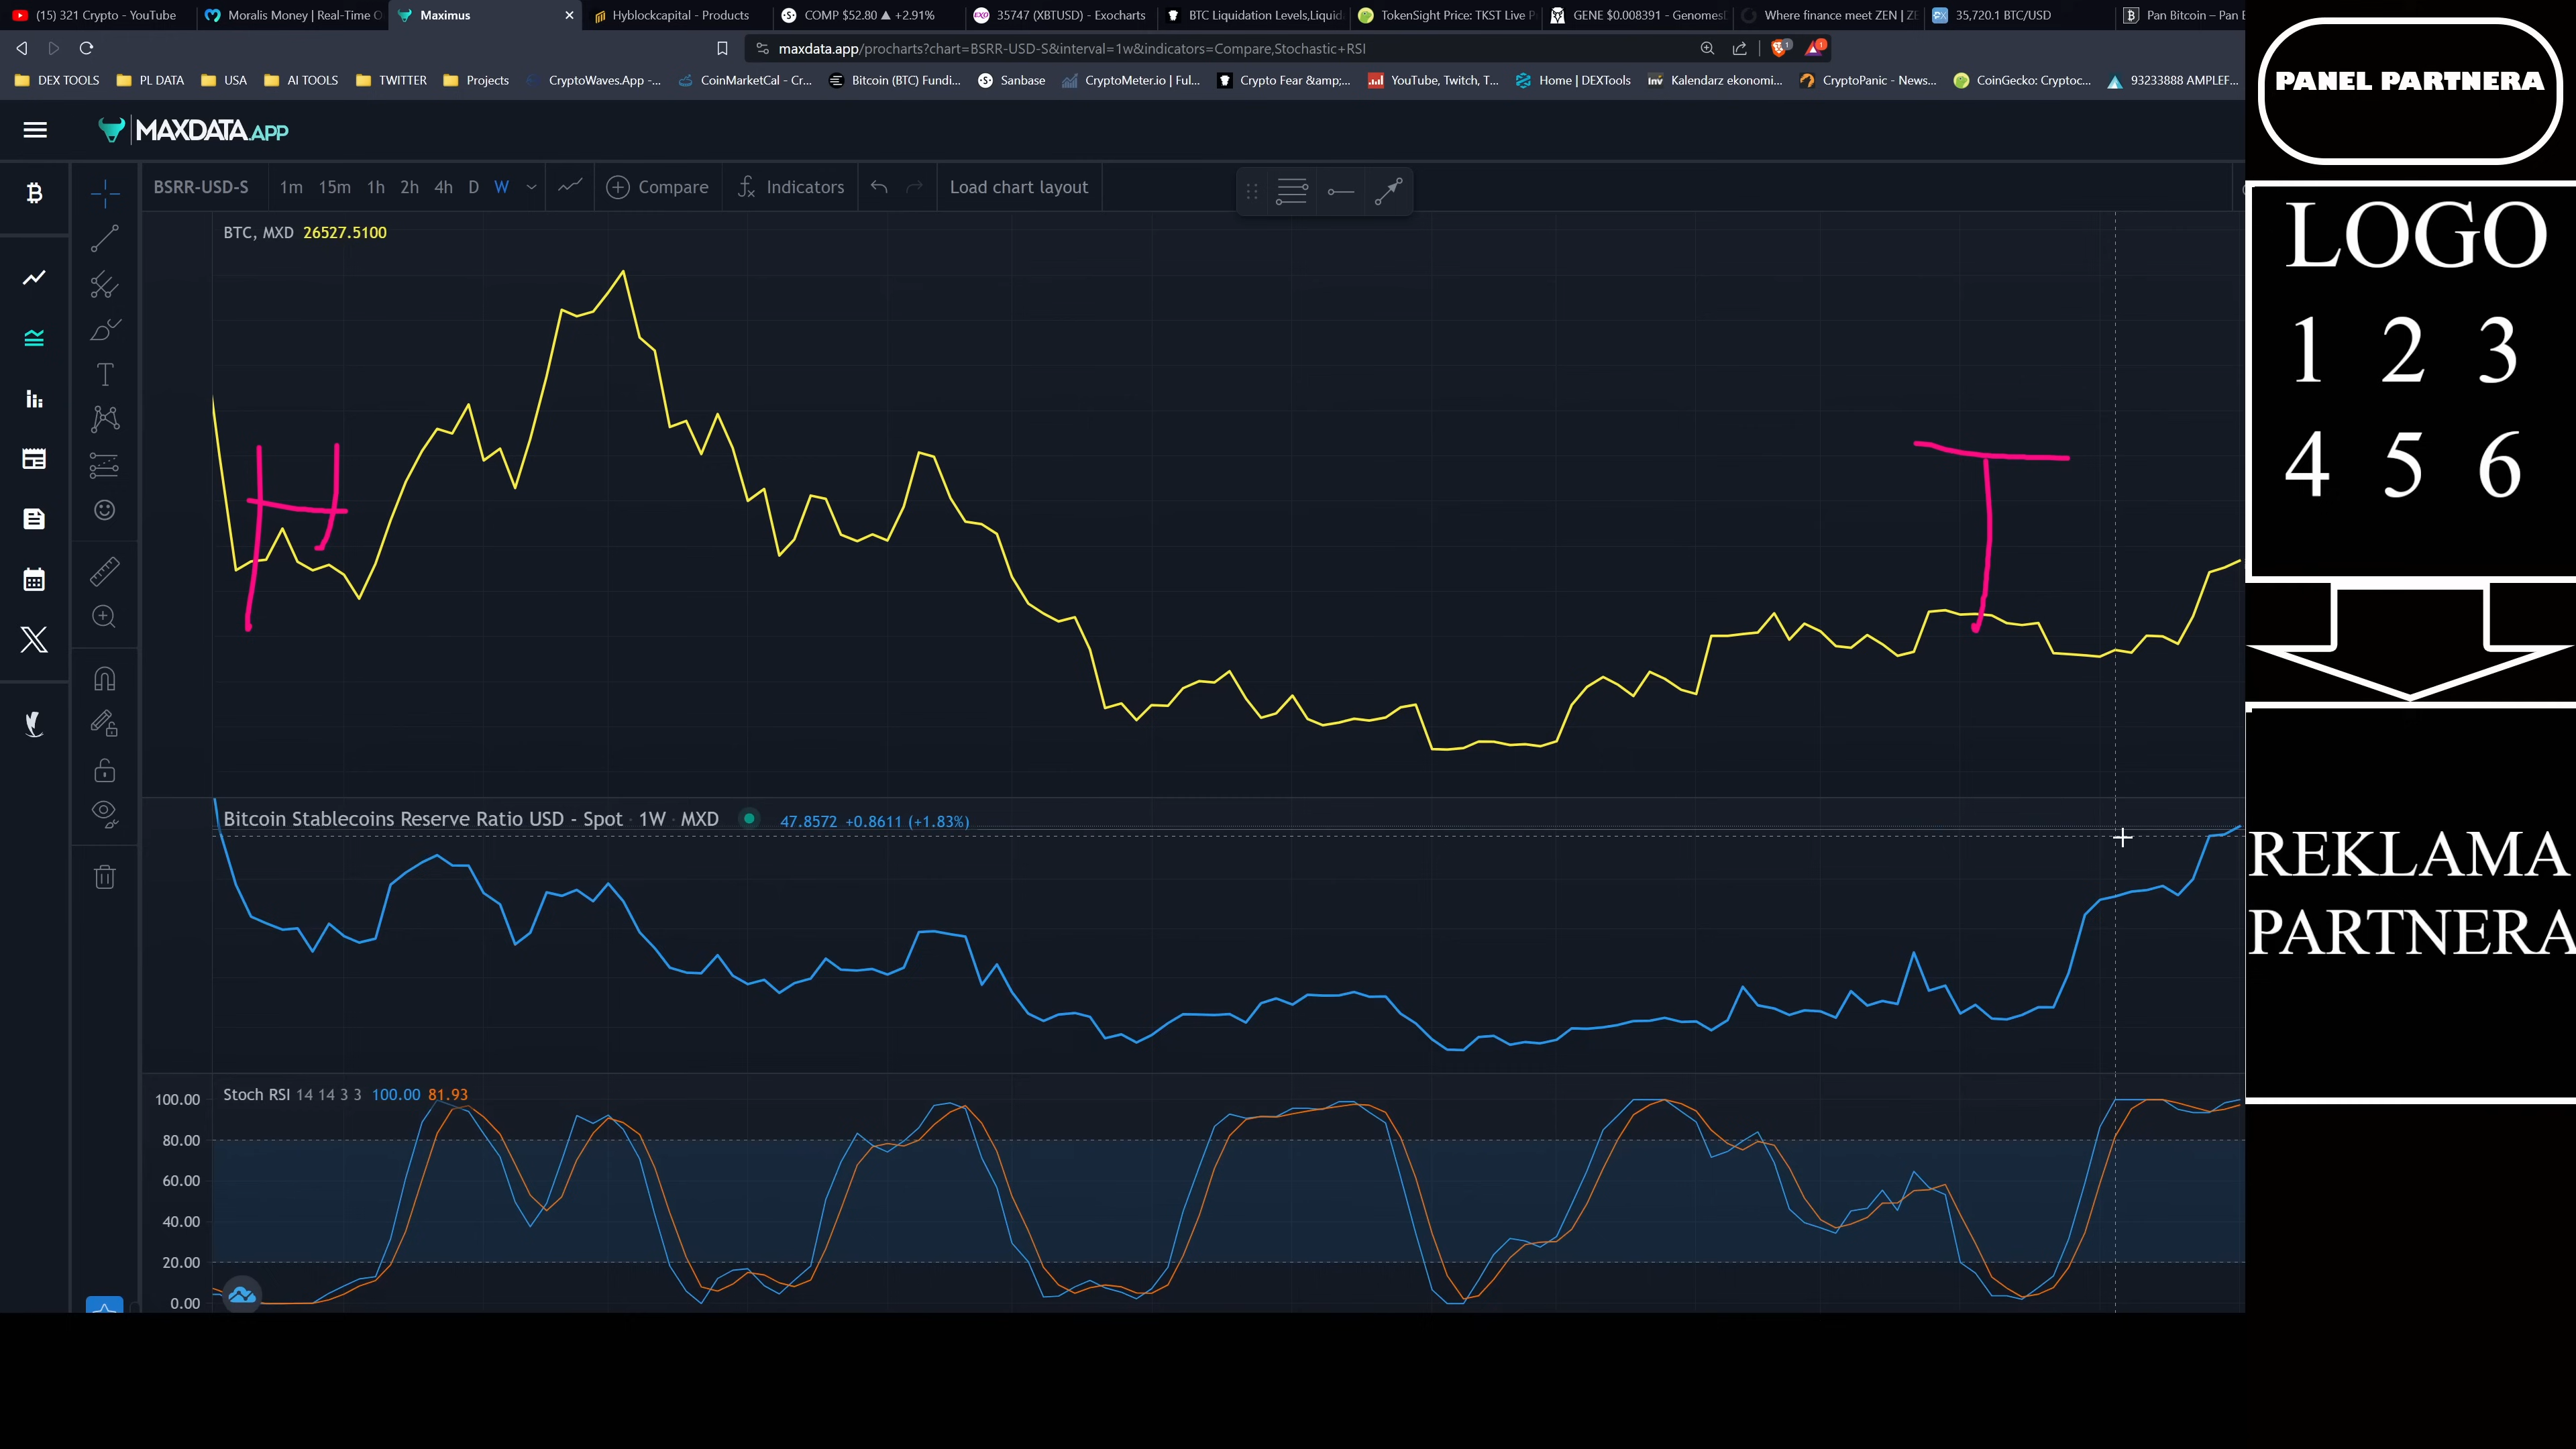 (15) 321 Crypto - YouTube
Moralis Money | Real-Time O
Maximus
Hyblockcapital - Products
COMP $52.80 ▲ +2.91%
35747 (XBTUSD) - Exocharts
BTC Liquidation Levels,Liquid
TokenSight Price: TKST Live P
GENE $0.008391 - Genomes
Where finance meet ZEN | ZE
35,720.1 BTC/USD
Pan Bitcoin – Pan B
maxdata.app/procharts?chart=BSRR-USD-S&interval=1w&indicators=Compare,Stochastic+RSI
DEX TOOLS
PL DATA
USA
AI TOOLS
TWITTER
Projects
CryptoWaves.App -...
CoinMarketCal - Cr...
Bitcoin (BTC) Fundi...
Sanbase
CryptoMeter.io | Ful...
Crypto Fear &amp;...
YouTube, Twitch, T...
Home | DEXTools
Kalendarz ekonomi...
CryptoPanic - News...
CoinGecko: Cryptoc...
93233888 AMPLEF...
MAXDATA.APP
BSRR-USD-S 1m 15m 1h 2h 4h D W Compare Indicators Load chart layout
BTC, MXD 26527.5100
H
T
Bitcoin Stablecoins Reserve Ratio USD - Spot · 1W · MXD 47.8572 +0.8611 (+1.83%)
Stoch RSI 14 14 3 3 100.00 81.93
100.00
80.00
60.00
40.00
20.00
0.00
PANEL PARTNERA
LOGO
1 2 3
4 5 6
REKLAMA
PARTNERA